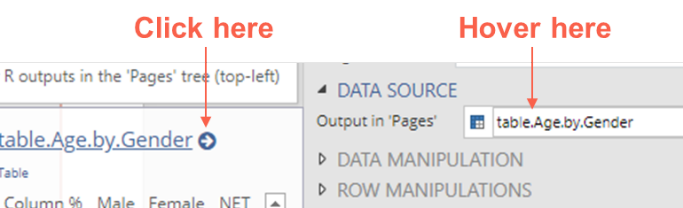 Click here
Hover here
R outputs in the 'Pages' tree (top-left)
table.Age.by.Gender
Table
Column % Male Female NET
DATA SOURCE
Output in 'Pages' table.Age.by.Gender
DATA MANIPULATION
ROW MANIPULATIONS